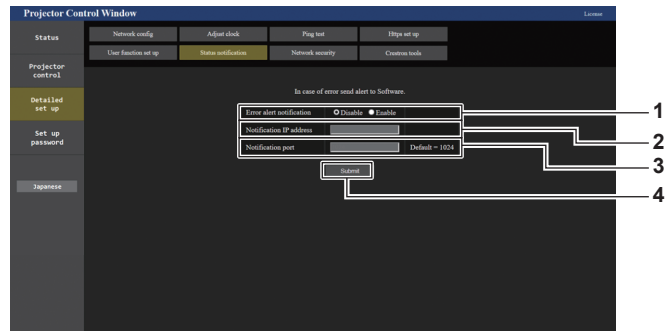 Projector Control Window License
Status
Projector control
Detailed set up
Set up password
Japanese
Network config Adjust clock Ping test Https set up
User function set up Status notification Network security Crestron tools
In case of error send alert to Software.
Error alert notification Disable Enable
Notification IP address
Notification port Default = 1024
Submit
1
2
3
4